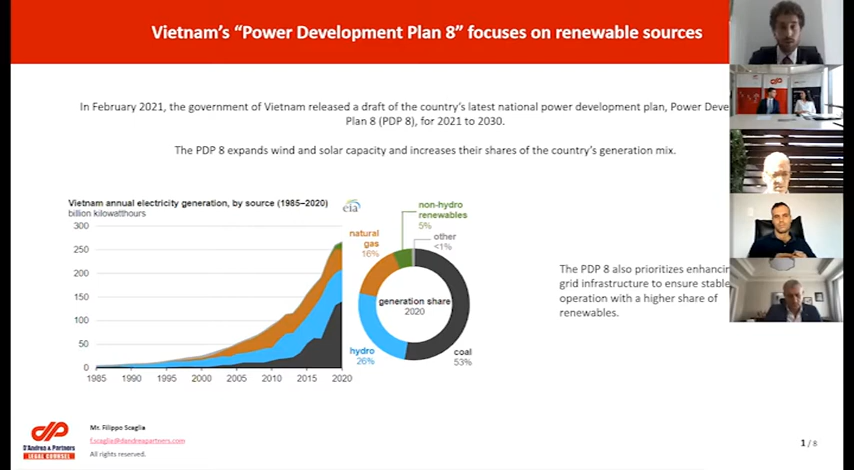 Vietnam's "Power Development Plan 8" focuses on renewable sources
In February 2021, the government of Vietnam released a draft of the country's latest national power development plan, Power Deve
Plan 8 (PDP 8), for 2021 to 2030.
The PDP 8 expands wind and solar capacity and increases their shares of the country's generation mix.
Vietnam annual electricity generation, by source (1985–2020)
billion kilowatthours
eia
300
250
200
150
100
50
0
1985
1990
1995
2000
2005
2010
2015
2020
non-hydro
renewables
5%
other
<1%
natural
gas
16%
generation share
2020
hydro
26%
coal
53%
The PDP 8 also prioritizes enhancin
grid infrastructure to ensure stable
operation with a higher share of
renewables.
D'Andrea & Partners
LEGAL COUNSEL
Mr. Filippo Scaglia
f.scaglia@dandreapartners.com
All rights reserved.
1 / 8